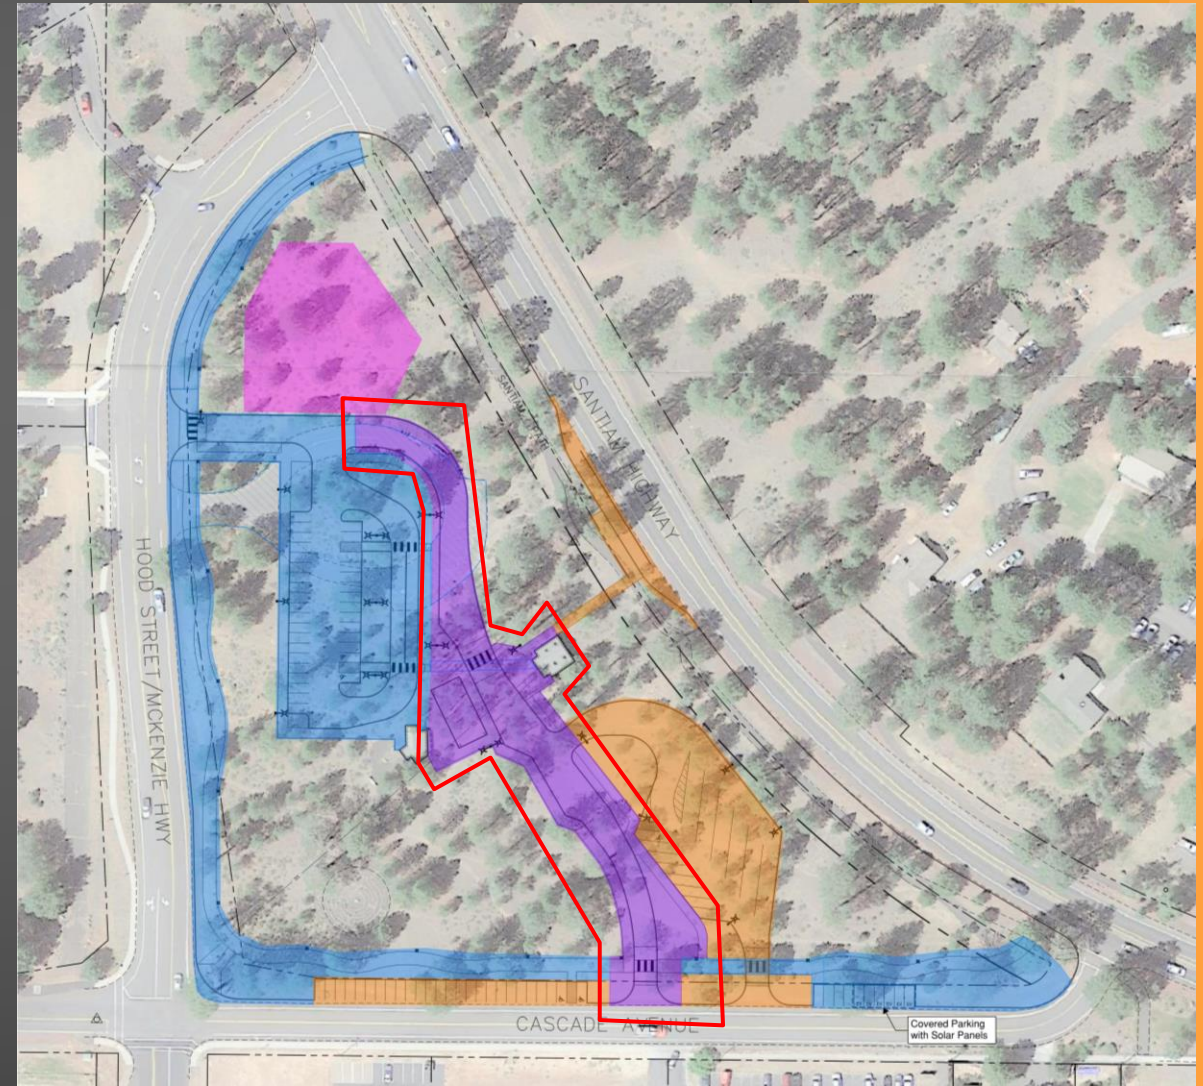 SANTIAM HIGHWAY
HOOD STREET/MCKENZIE HWY
CASCADE AVENUE
Covered Parking
with Solar Panels